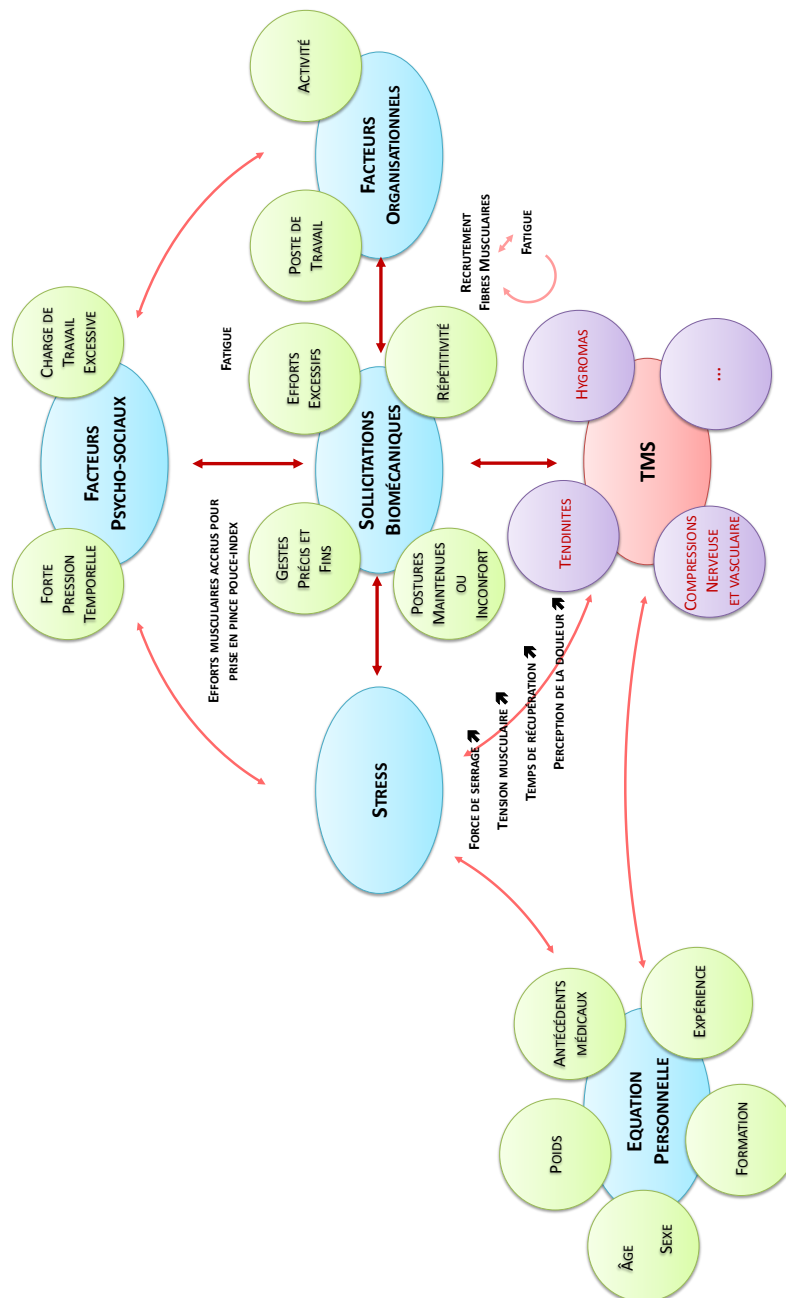 Forte
Pression
Temporelle
Facteurs
Psycho-sociaux
Charge de
Travail
Excessive
Efforts musculaires accrus pour
prise en pince pouce-index
Fatigue
Stress
Gestes
Précis et
Fins
Efforts
Excessifs
Sollicitations
Biomécaniques
Postures
Maintenues
ou
Inconfort
Répétitivité
Poste de
Travail
Activité
Facteurs
Organisationnels
Recrutement
Fibres Musculaires
Fatigue
Force de serrage ↗
Tension musculaire ↗
Temps de récupération ↗
Perception de la douleur ↗
Tendinites
Hygromas
TMS
Compressions
Nerveuse
et vasculaire
...
Poids
Antécédents
médicaux
Âge
Sexe
Equation
Personnelle
Formation
Expérience